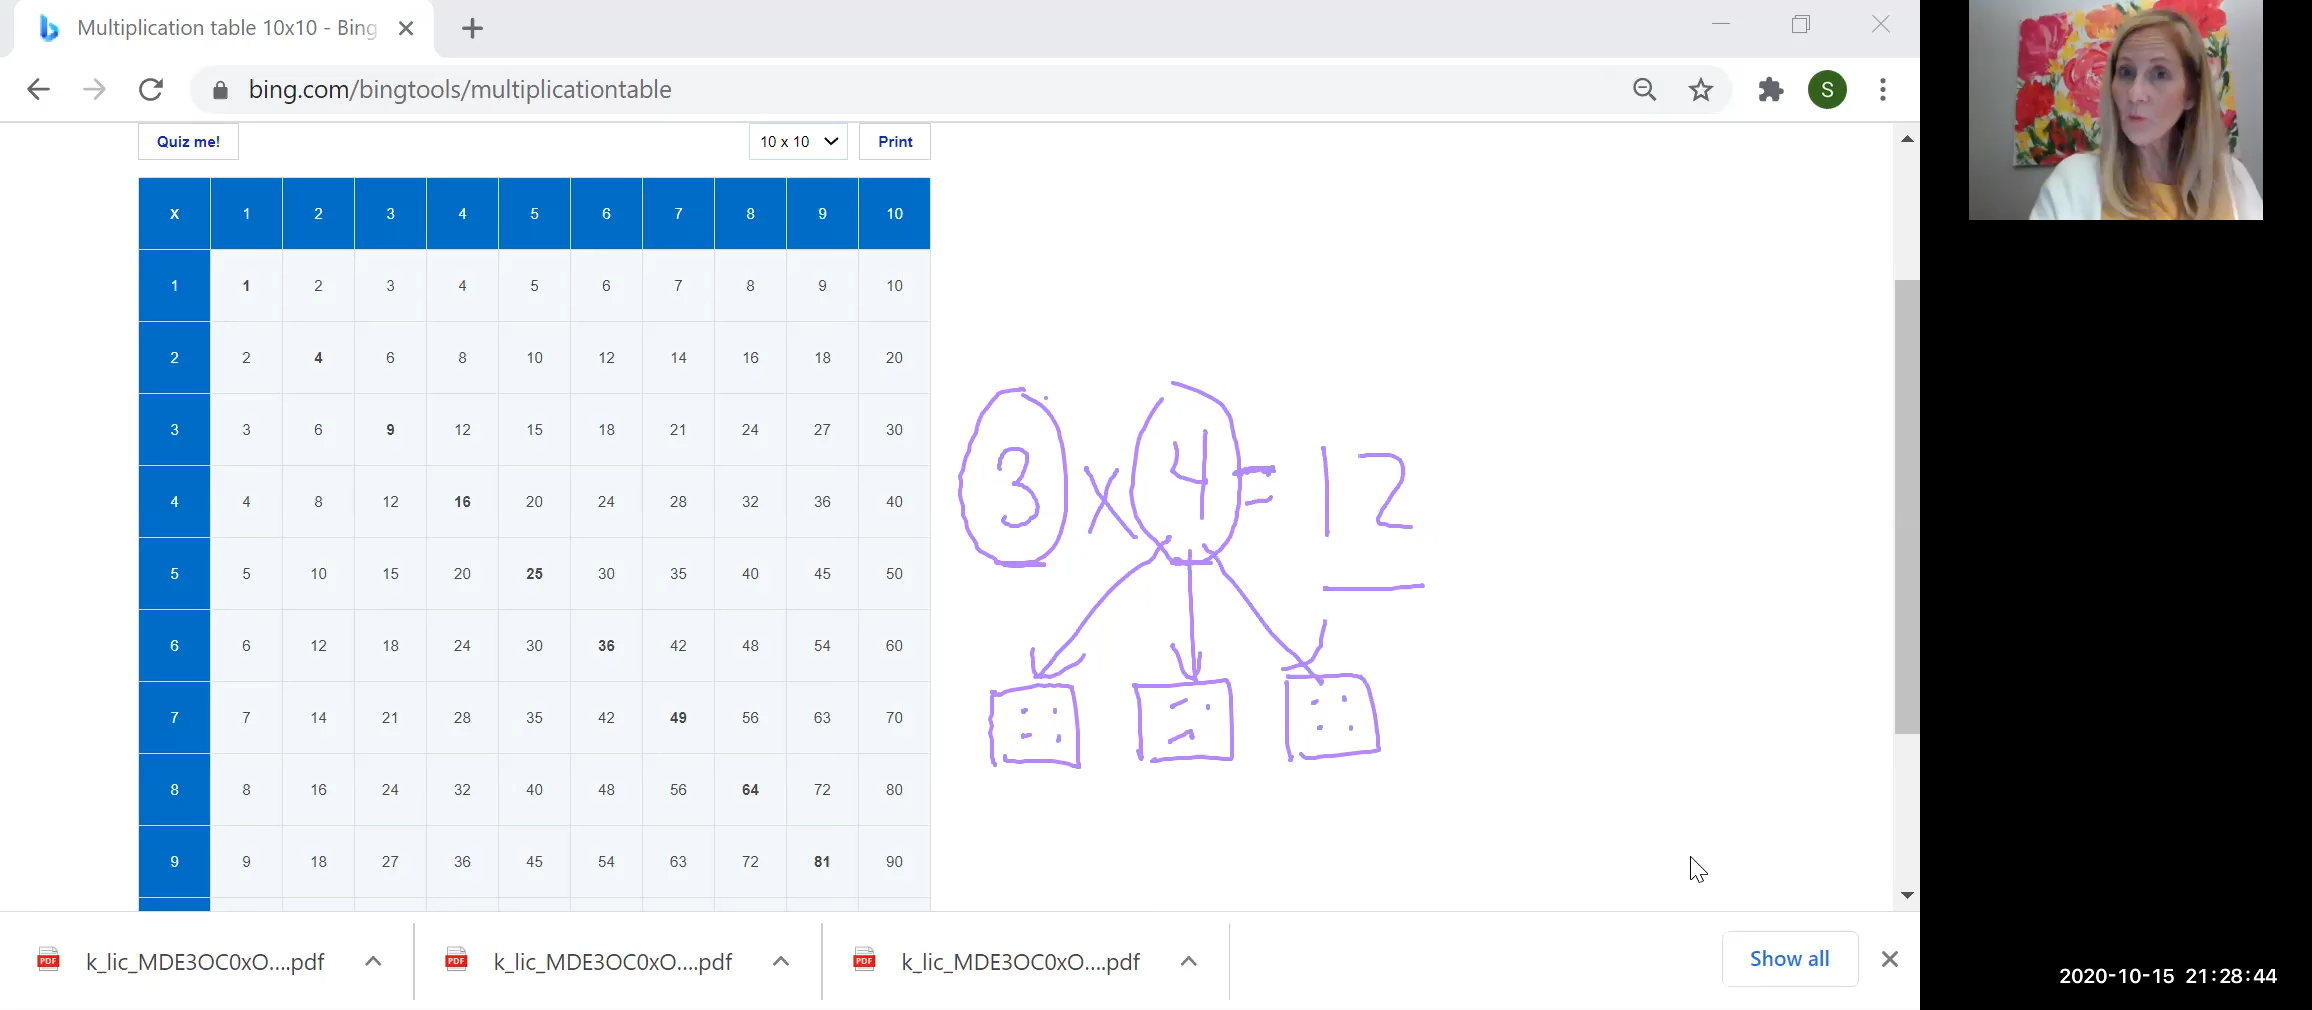 Multiplication table 10x10 - Bing
bing.com/bingtools/multiplicationtable
S
Quiz me!
10 x 10
Print
X 1 2 3 4 5 6 7 8 9 10
1 1 2 3 4 5 6 7 8 9 10
2 2 4 6 8 10 12 14 16 18 20
3 3 6 9 12 15 18 21 24 27 30
4 4 8 12 16 20 24 28 32 36 40
5 5 10 15 20 25 30 35 40 45 50
6 6 12 18 24 30 36 42 48 54 60
7 7 14 21 28 35 42 49 56 63 70
8 8 16 24 32 40 48 56 64 72 80
9 9 18 27 36 45 54 63 72 81 90
3 x 4 = 12
k_lic_MDE3OC0xO....pdf
k_lic_MDE3OC0xO....pdf
k_lic_MDE3OC0xO....pdf
Show all
2020-10-15 21:28:44